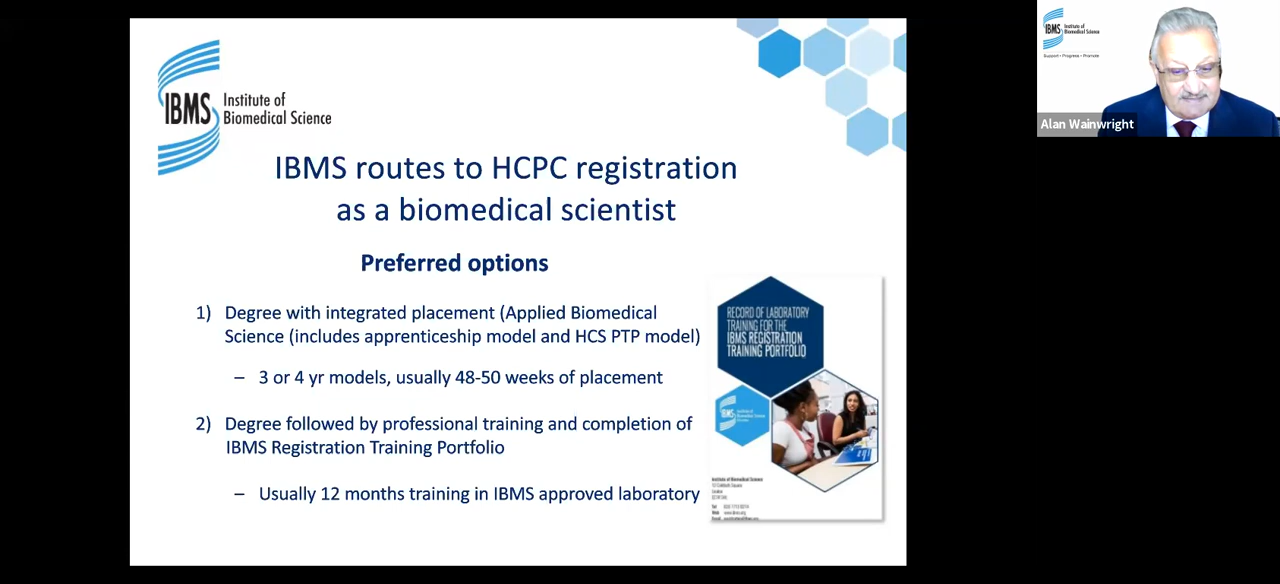 IBMS
Institute of
Biomedical Science
IBMS routes to HCPC registration
as a biomedical scientist
Preferred options
1) Degree with integrated placement (Applied Biomedical
Science (includes apprenticeship model and HCS PTP model)
– 3 or 4 yr models, usually 48-50 weeks of placement
2) Degree followed by professional training and completion of
IBMS Registration Training Portfolio
– Usually 12 months training in IBMS approved laboratory
RECORD OF LABORATORY
TRAINING FOR THE
IBMS REGISTRATION
TRAINING PORTFOLIO
IBMS
Institute of Biomedical Science
IBMS
Institute of
Biomedical Science
Support • Progress • Promote
Alan Wainwright